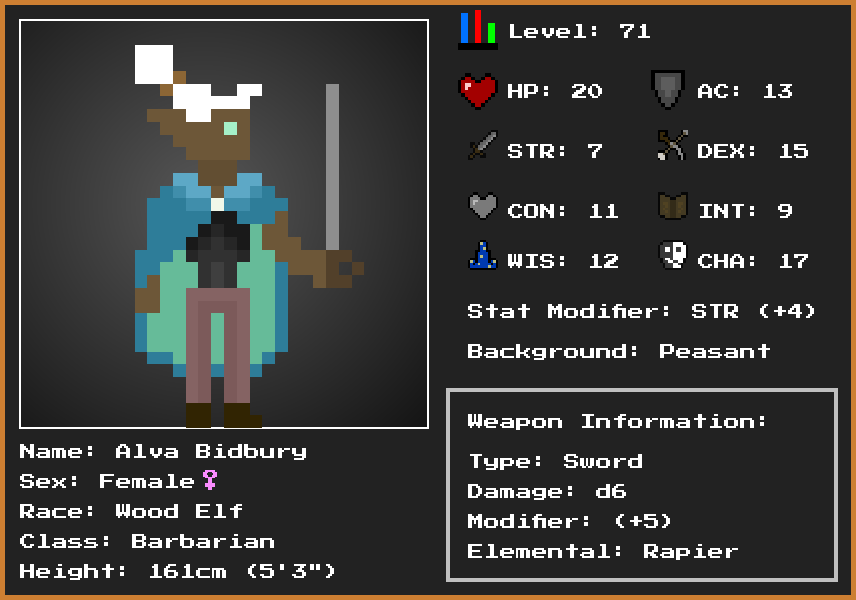 Level: 71
HP: 20 AC: 13
STR: 7 DEX: 15
CON: 11 INT: 9
WIS: 12 CHA: 17
Stat Modifier: STR (+4)
Background: Peasant
Weapon Information:
Type: Sword
Damage: d6
Modifier: (+5)
Elemental: Rapier
Name: Alva Bidbury
Sex: Female♀
Race: Wood Elf
Class: Barbarian
Height: 161cm (5'3")